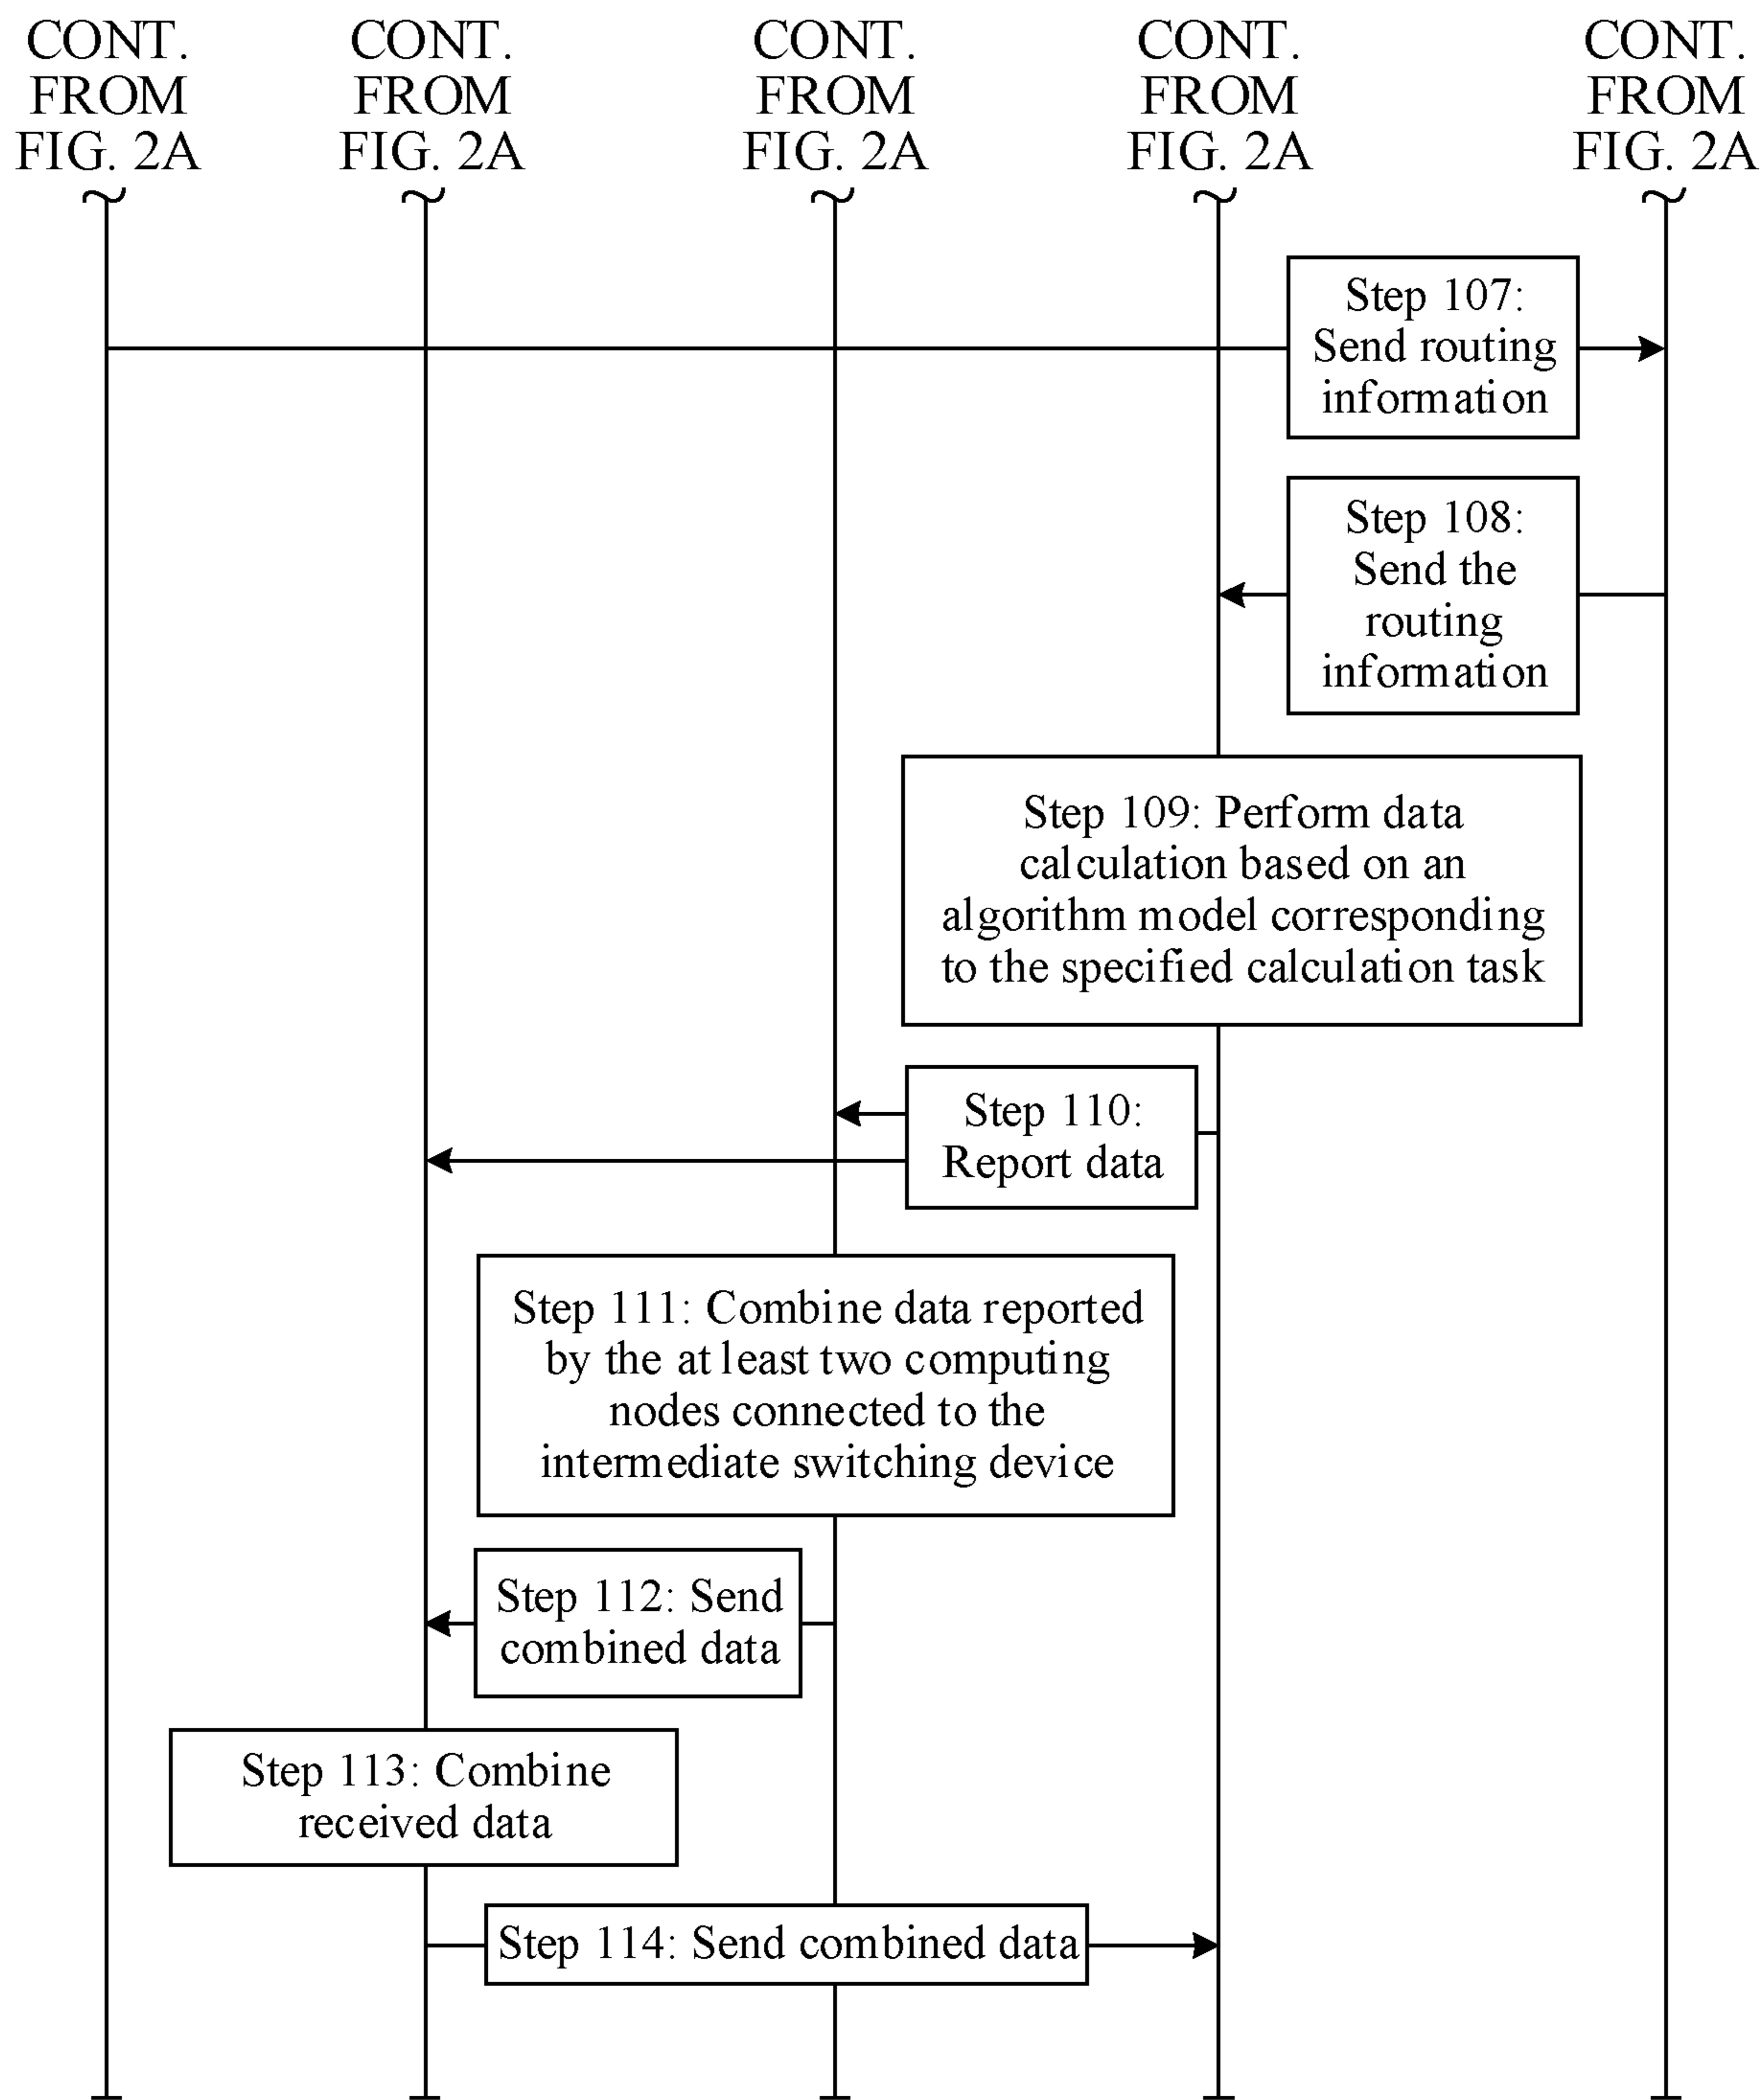 CONT.
FROM
FIG. 2A
CONT.
FROM
FIG. 2A
CONT.
FROM
FIG. 2A
CONT.
FROM
FIG. 2A
CONT.
FROM
FIG. 2A
Step 107:
Send routing
information
Step 108:
Send the
routing
information
Step 109: Perform data
calculation based on an
algorithm model corresponding
to the specified calculation task
Step 110:
Report data
Step 111: Combine data reported
by the at least two computing
nodes connected to the
intermediate switching device
Step 112: Send
combined data
Step 113: Combine
received data
Step 114: Send combined data